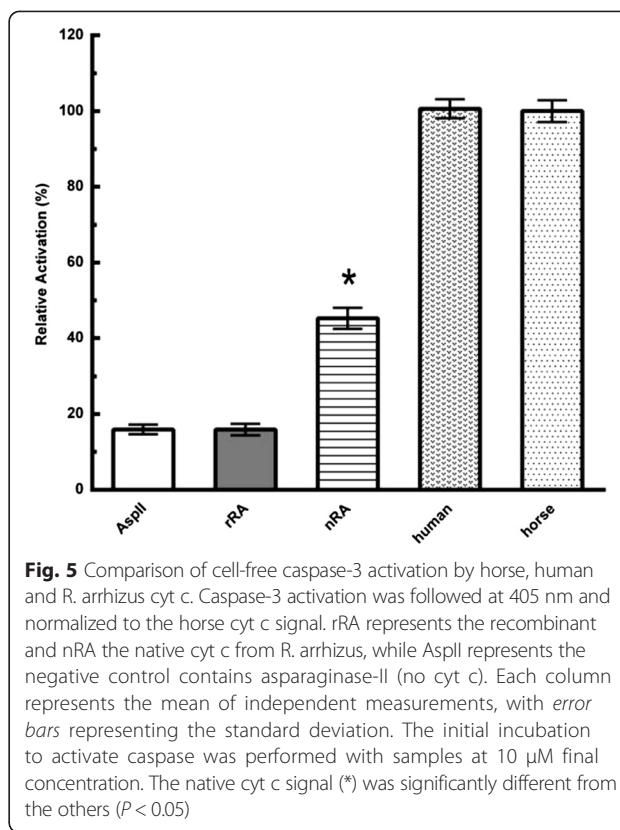 120
100
80
60
40
20
0
Relative Activation (%)
*
AspII
rRA
nRA
human
horse
Fig. 5 Comparison of cell-free caspase-3 activation by horse, human
and R. arrhizus cyt c. Caspase-3 activation was followed at 405 nm and
normalized to the horse cyt c signal. rRA represents the recombinant
and nRA the native cyt c from R. arrhizus, while AspII represents the
negative control contains asparaginase-II (no cyt c). Each column
represents the mean of independent measurements, with error
bars representing the standard deviation. The initial incubation
to activate caspase was performed with samples at 10 μM final
concentration. The native cyt c signal (*) was significantly different from
the others (P < 0.05)